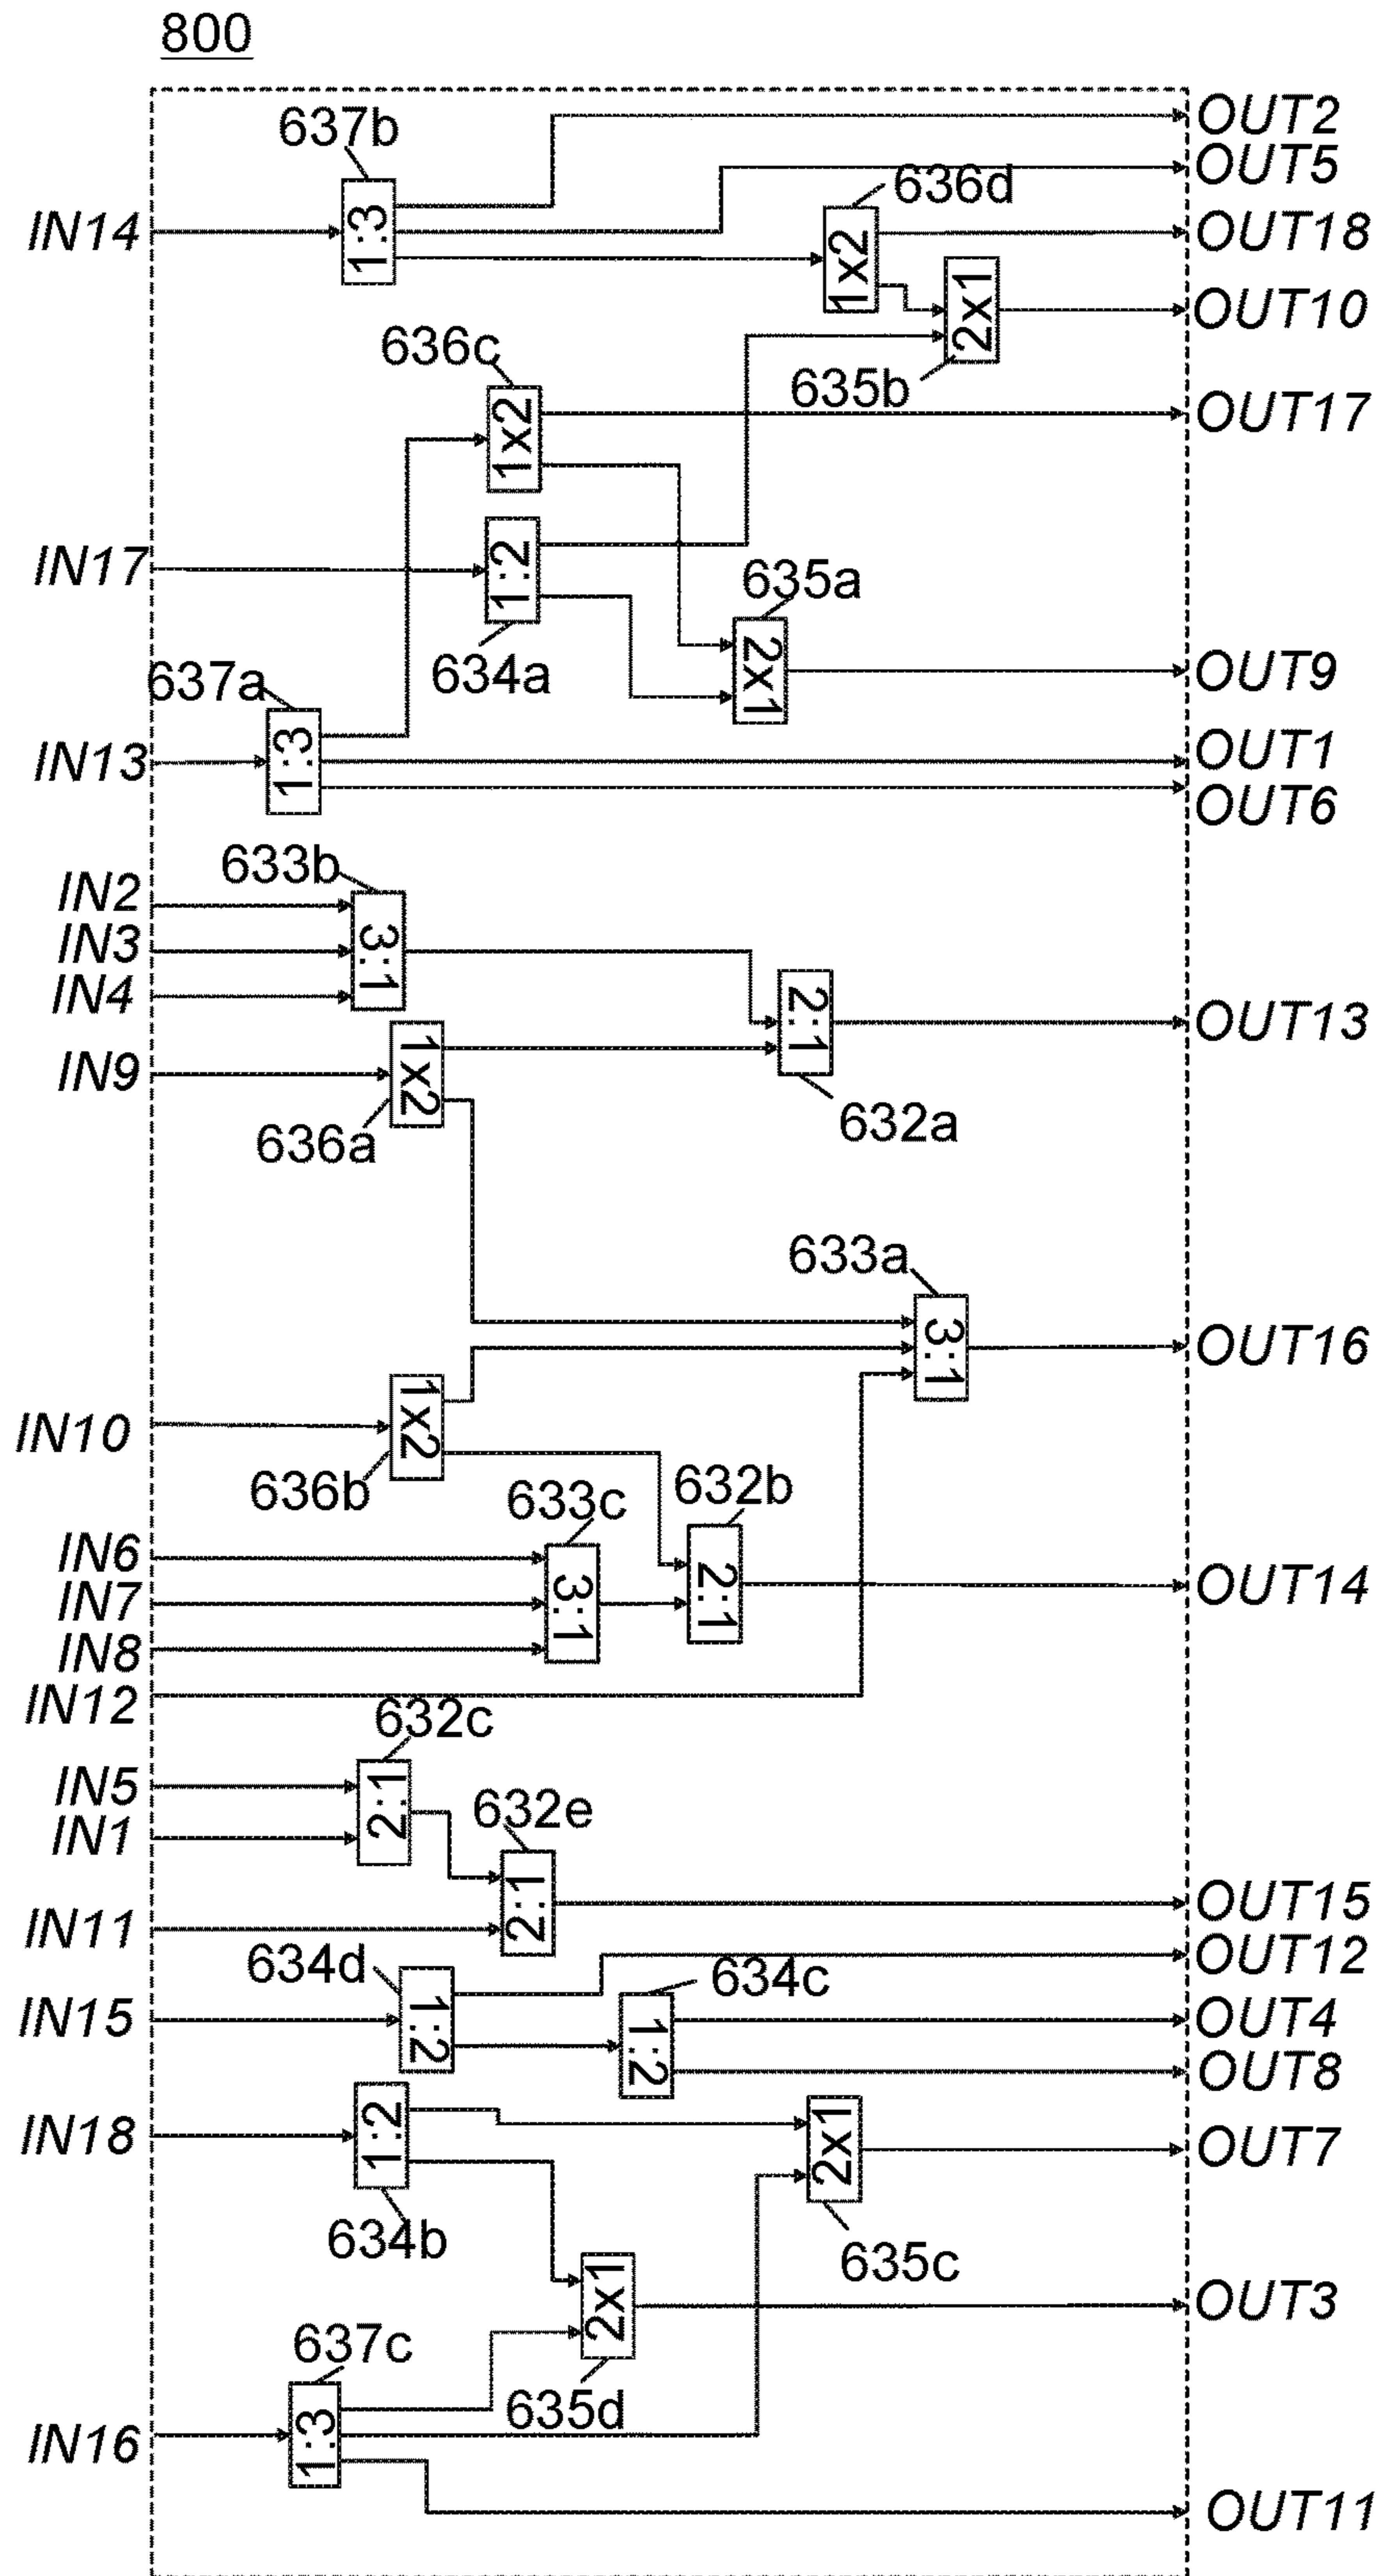 800
637b
OUT2
OUT5
636d
IN14
1:3
1x2
OUT18
2x1
OUT10
636c
635b
1x2
OUT17
IN17
1:2
635a
634a
2x1
OUT9
637a
IN13
1:3
OUT1
OUT6
633b
IN2
IN3
3:1
IN4
2:1
OUT13
IN9
1x2
636a
632a
633a
3:1
OUT16
IN10
1x2
636b
633c
632b
IN6
IN7
3:1
2:1
OUT14
IN8
IN12
632c
IN5
2:1
IN1
632e
2:1
OUT15
IN11
634d
634c
OUT12
IN15
1:2
1:2
OUT4
OUT8
IN18
1:2
2x1
OUT7
634b
635c
2x1
OUT3
637c
635d
IN16
1:3
OUT11